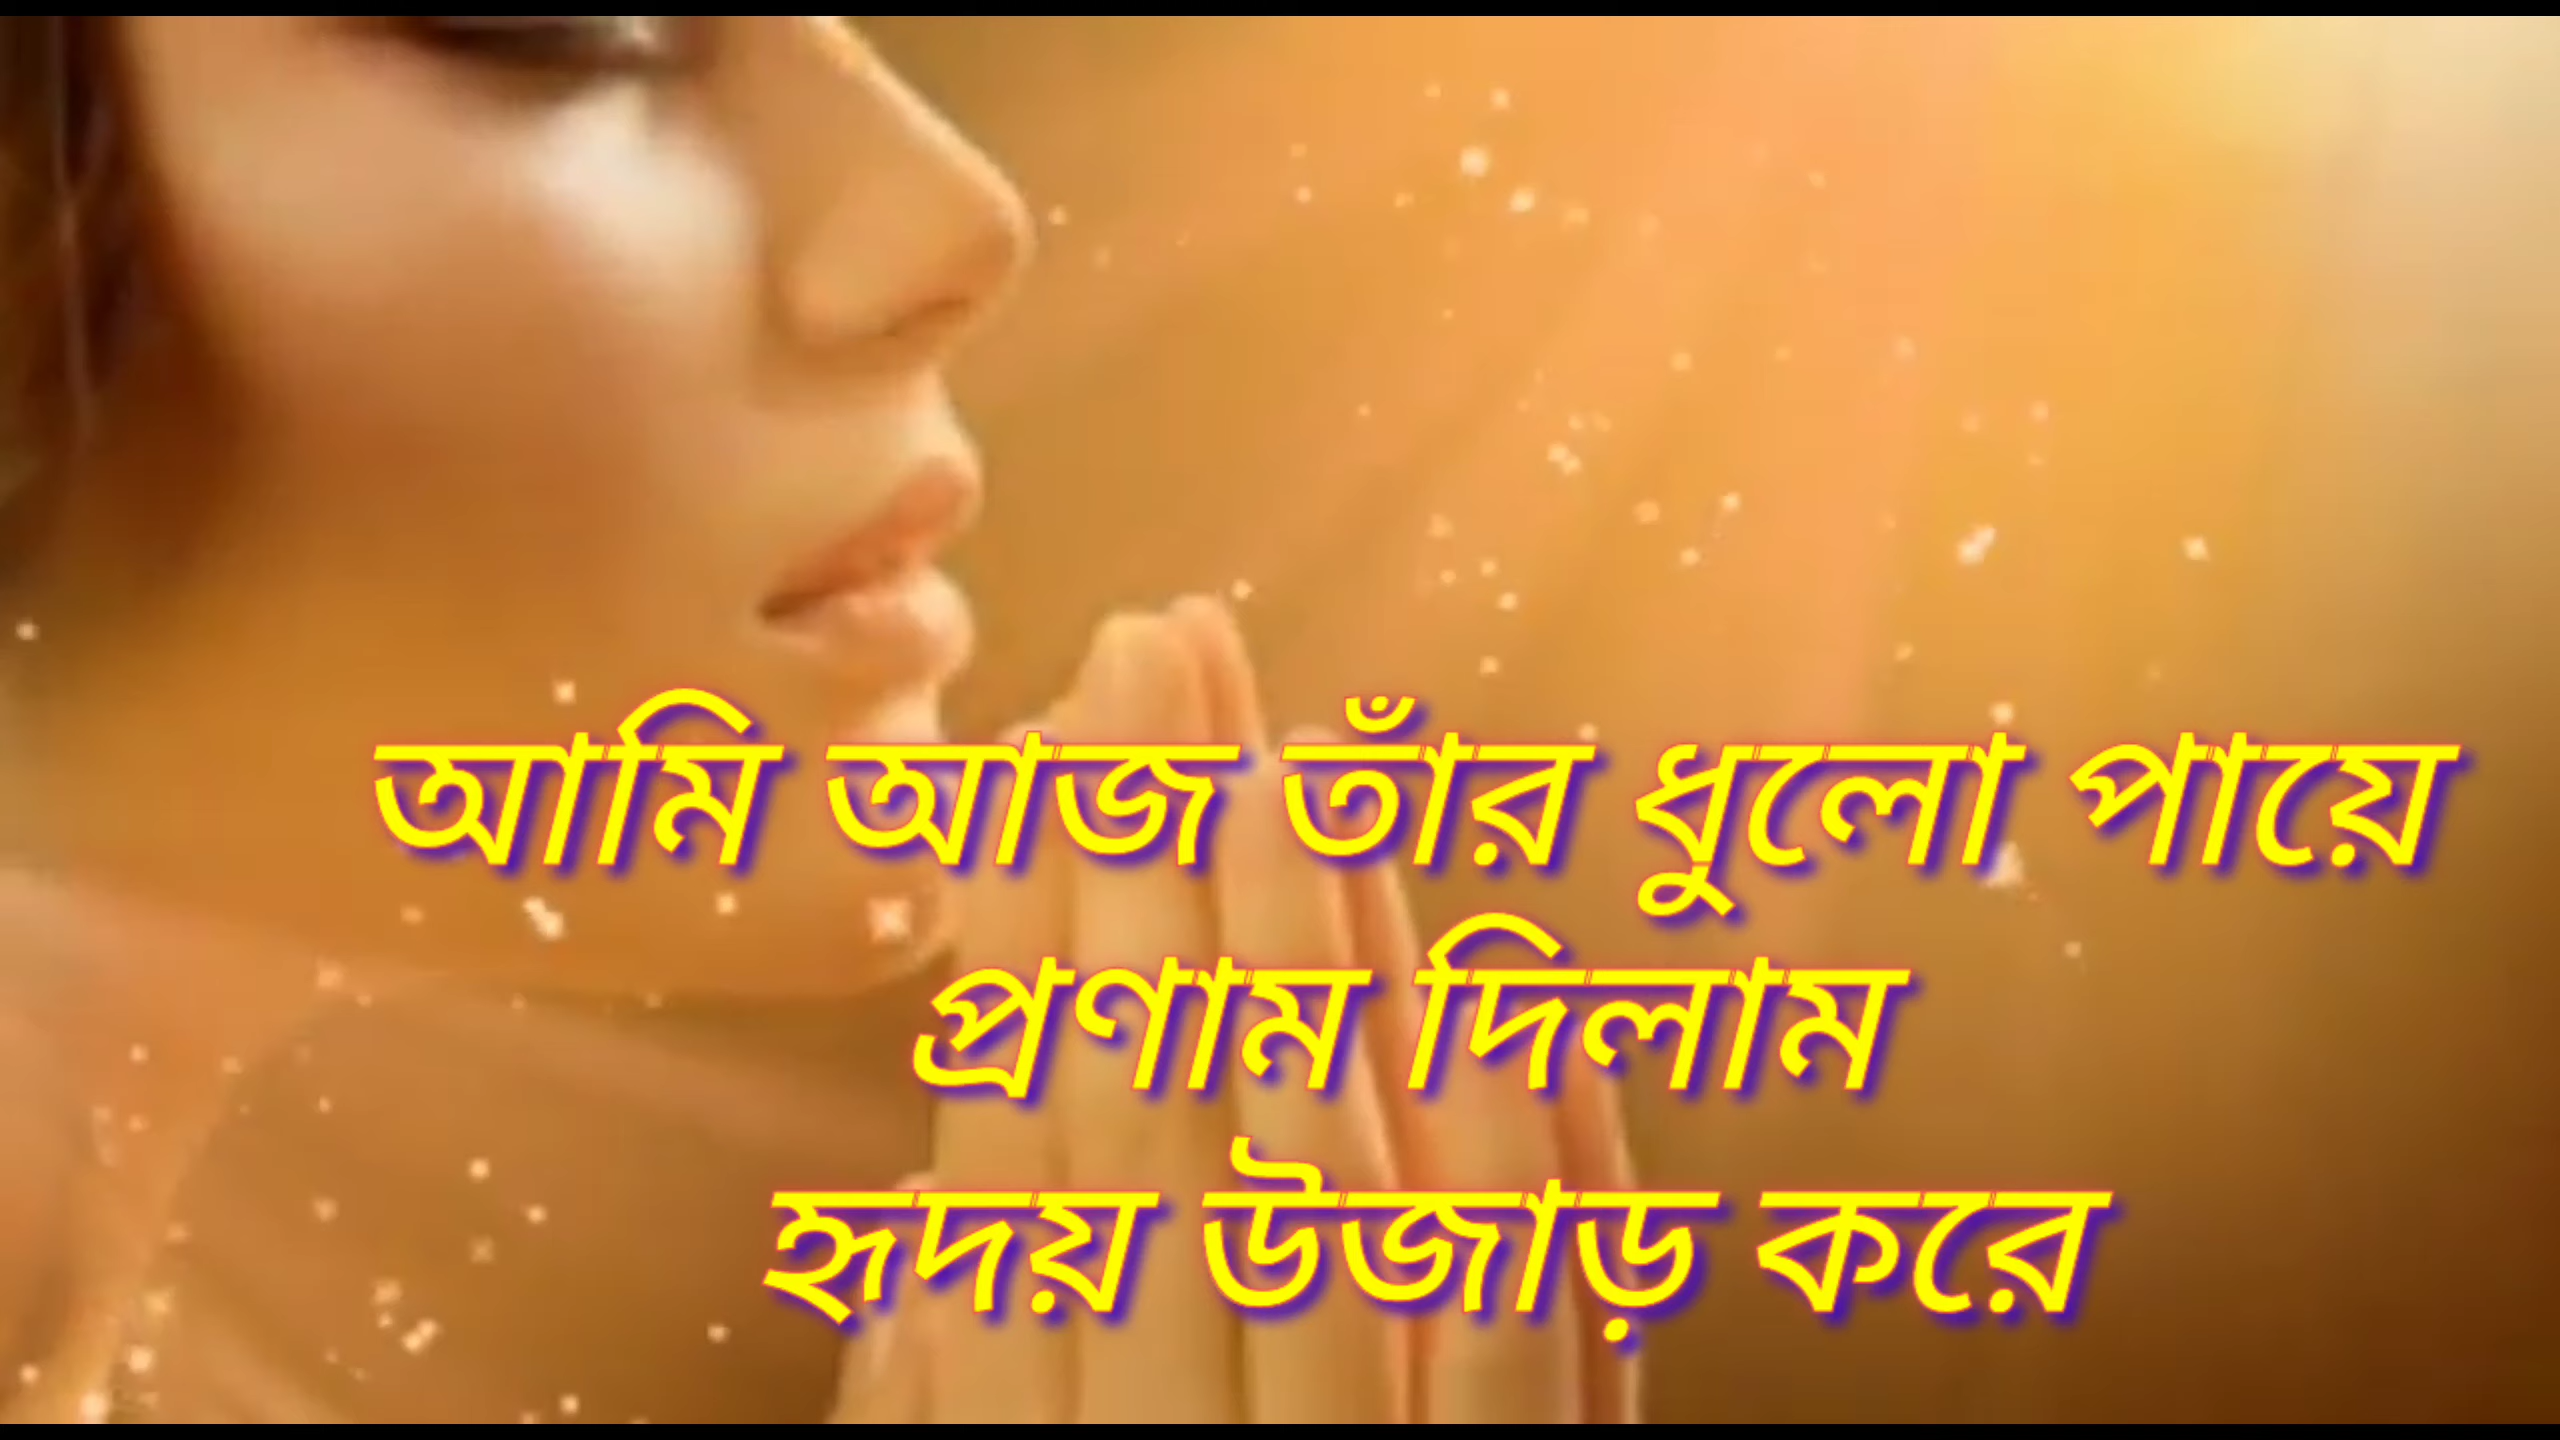 আমি আজ তাঁর ধুলো পায়ে
প্রণাম দিলাম
হৃদয় উজাড় করে